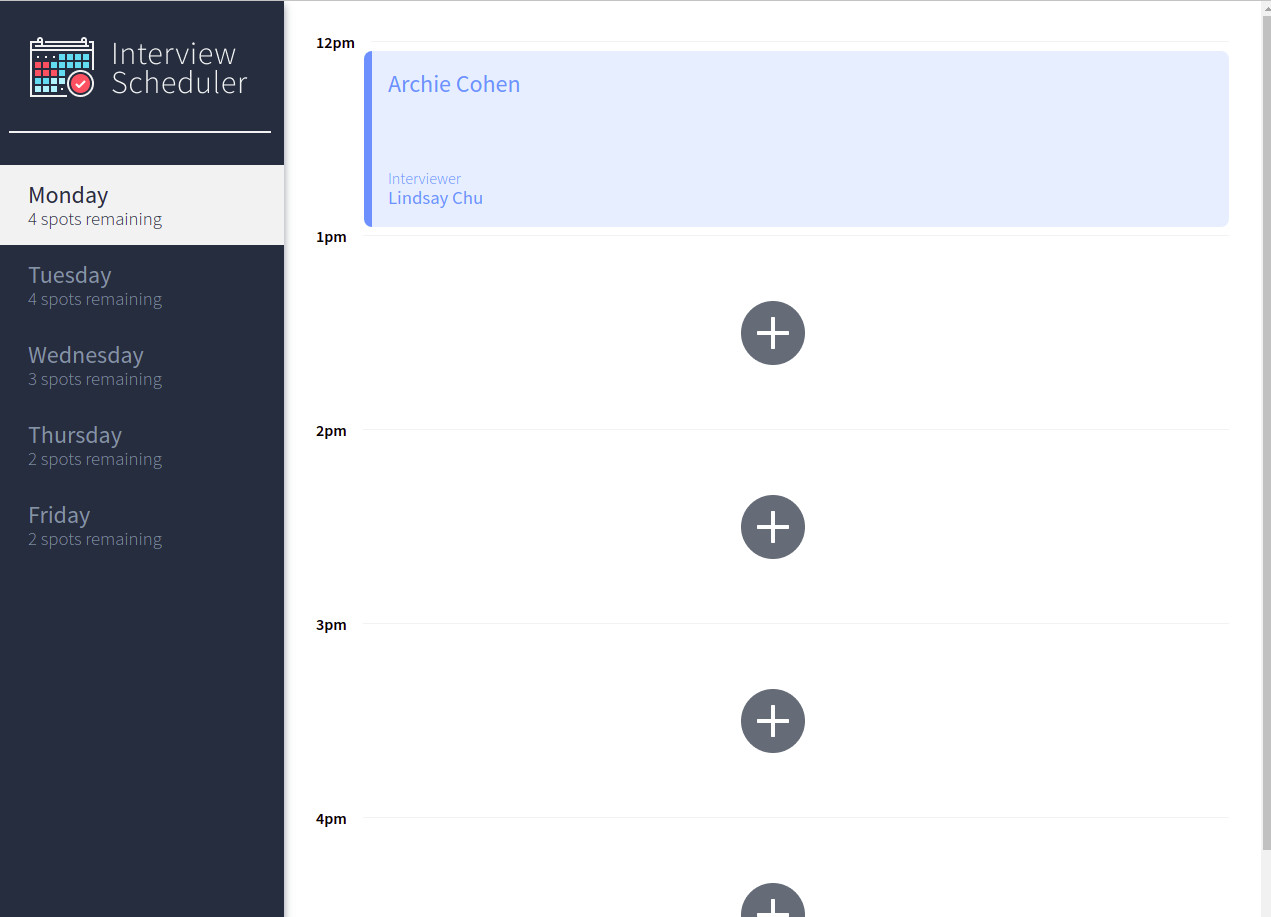 Interview
Scheduler
Monday
4 spots remaining
Tuesday
4 spots remaining
Wednesday
3 spots remaining
Thursday
2 spots remaining
Friday
2 spots remaining
12pm
Archie Cohen
Interviewer
Lindsay Chu
1pm
2pm
3pm
4pm